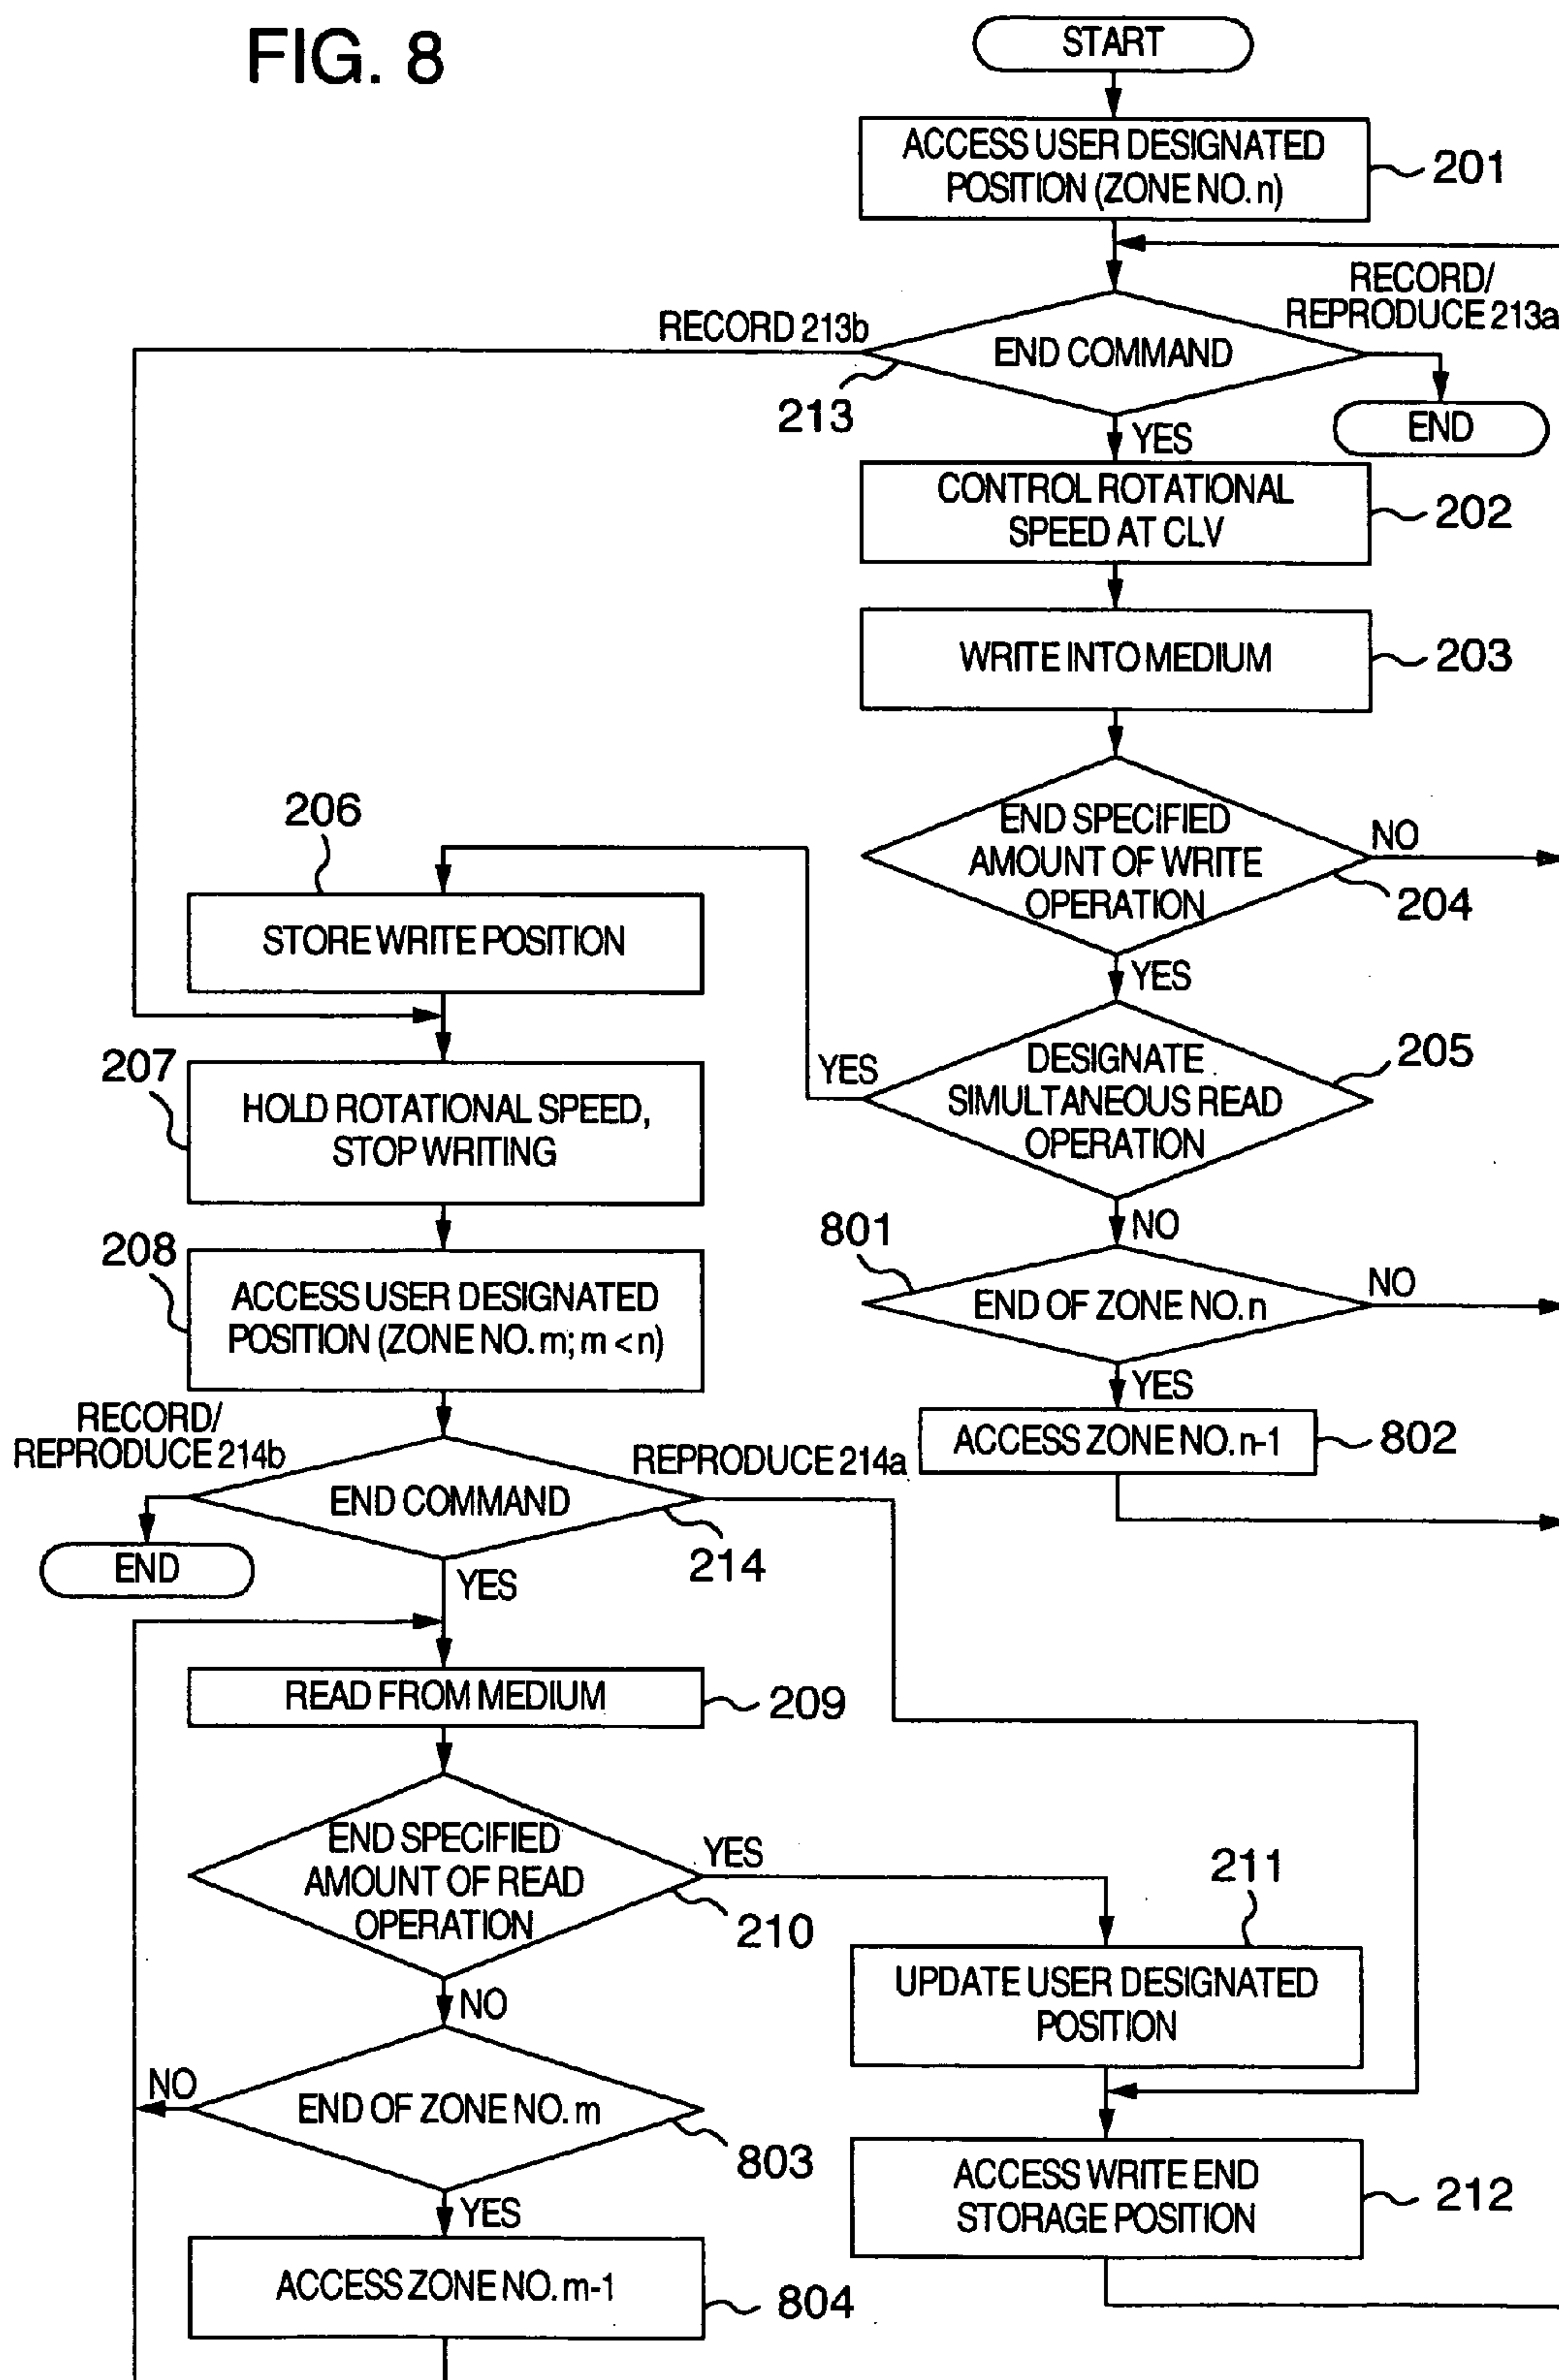 FIG. 8
START
ACCESS USER DESIGNATED
POSITION (ZONE NO. n)
201
RECORD/
REPRODUCE 213a
RECORD 213b
END COMMAND
213
END
YES
CONTROL ROTATIONAL
SPEED AT CLV
202
WRITE INTO MEDIUM
203
206
END SPECIFIED
AMOUNT OF WRITE
OPERATION
NO
204
STORE WRITE POSITION
YES
205
207
HOLD ROTATIONAL SPEED,
STOP WRITING
YES
DESIGNATE
SIMULTANEOUS READ
OPERATION
NO
208
ACCESS USER DESIGNATED
POSITION (ZONE NO. m; m < n)
801
END OF ZONE NO. n
NO
YES
RECORD/
REPRODUCE 214b
REPRODUCE 214a
ACCESS ZONE NO. n-1
802
END COMMAND
214
END
YES
READ FROM MEDIUM
209
END SPECIFIED
AMOUNT OF READ
OPERATION
YES
210
211
UPDATE USER DESIGNATED
POSITION
NO
NO
END OF ZONE NO. m
803
ACCESS WRITE END
STORAGE POSITION
212
YES
ACCESS ZONE NO. m-1
804